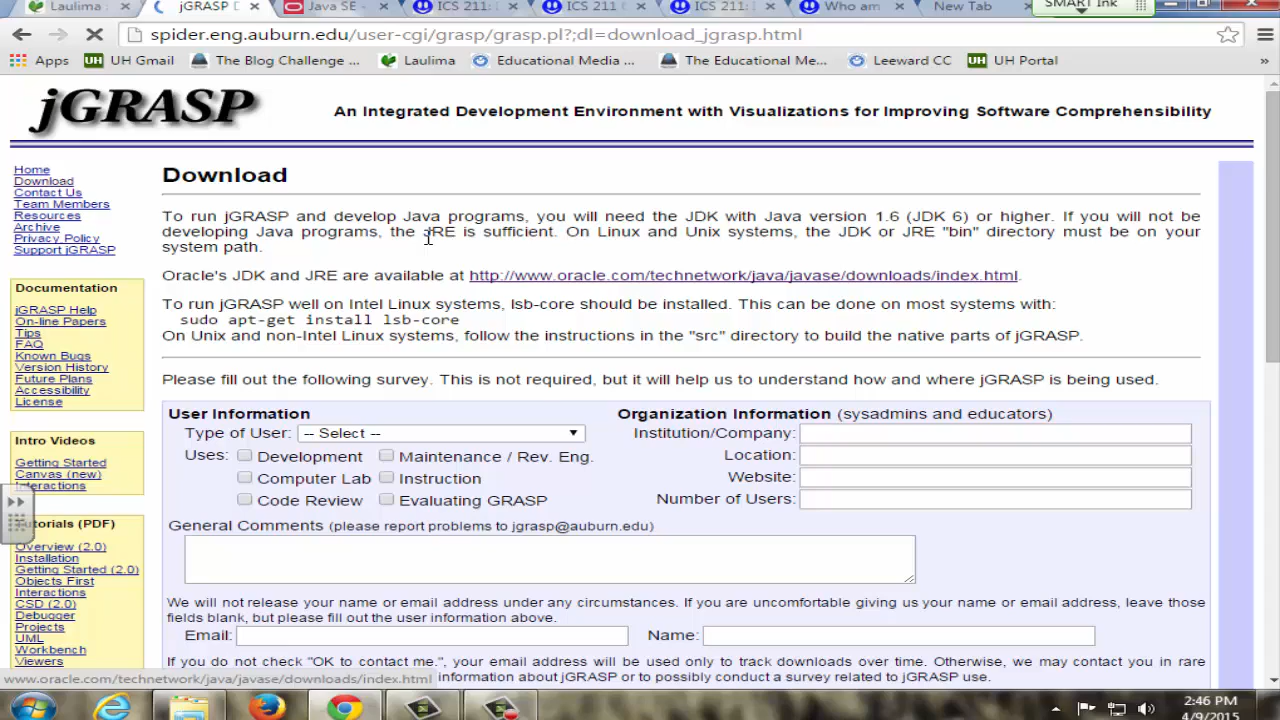 Laulima :
jGRASP D
Java SE -
ICS 211:
ICS 211 (
ICS 211:
Who am i
New Tab
SMART Ink
spider.eng.auburn.edu/user-cgi/grasp/grasp.pl?;dl=download_jgrasp.html
Apps
UH Gmail
The Blog Challenge ...
Laulima
Educational Media ...
The Educational Me...
Leeward CC
UH Portal
»
jGRASP
An Integrated Development Environment with Visualizations for Improving Software Comprehensibility
Home
Download
Contact Us
Team Members
Resources
Archive
Privacy Policy
Support jGRASP
Documentation
jGRASP Help
On-line Papers
Tips
FAQ
Known Bugs
Version History
Future Plans
Accessibility
License
Intro Videos
Getting Started
Canvas (new)
Interactions
utorials (PDF)
Overview (2.0)
Installation
Getting Started (2.0)
Objects First
Interactions
CSD (2.0)
Debugger
Projects
UML
Workbench
Viewers
Download
To run jGRASP and develop Java programs, you will need the JDK with Java version 1.6 (JDK 6) or higher. If you will not be
developing Java programs, the JRE is sufficient. On Linux and Unix systems, the JDK or JRE "bin" directory must be on your
system path.
Oracle's JDK and JRE are available at http://www.oracle.com/technetwork/java/javase/downloads/index.html.
To run jGRASP well on Intel Linux systems, lsb-core should be installed. This can be done on most systems with:
sudo apt-get install lsb-core
On Unix and non-Intel Linux systems, follow the instructions in the "src" directory to build the native parts of jGRASP.
Please fill out the following survey. This is not required, but it will help us to understand how and where jGRASP is being used.
User Information
Type of User: -- Select --
Uses: Development Maintenance / Rev. Eng.
Computer Lab Instruction
Code Review Evaluating GRASP
Organization Information (sysadmins and educators)
Institution/Company:
Location:
Website:
Number of Users:
General Comments (please report problems to jgrasp@auburn.edu)
We will not release your name or email address under any circumstances. If you are uncomfortable giving us your name or email address, leave those
fields blank, but please fill out the user information above.
Email: Name:
If you do not check "OK to contact me.", your email address will be used only to track downloads over time. Otherwise, we may contact you in rare
information about jGRASP or to possibly conduct a survey related to jGRASP use.
www.oracle.com/technetwork/java/javase/downloads/index.html
2:46 PM
4/9/2015